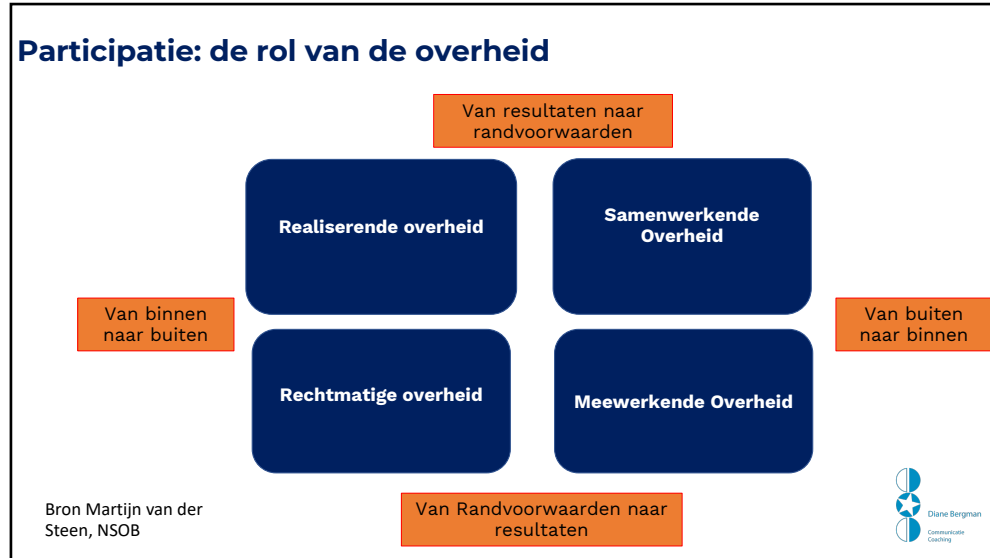 Participatie: de rol van de overheid
Van resultaten naar
randvoorwaarden
Realiserende overheid
Samenwerkende
Overheid
Van binnen
naar buiten
Van buiten
naar binnen
Rechtmatige overheid
Meewerkende Overheid
Bron Martijn van der
Steen, NSOB
Van Randvoorwaarden naar
resultaten
Diane Bergman
Communicatie
Coaching